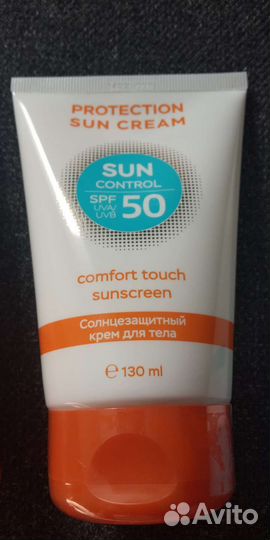 PROTECTION
SUN CREAM
SUN
CONTROL
SPF
UVA/
UVB
50
comfort touch
sunscreen
Солнцезащитный
крем для тела
℮ 130 ml
Avito